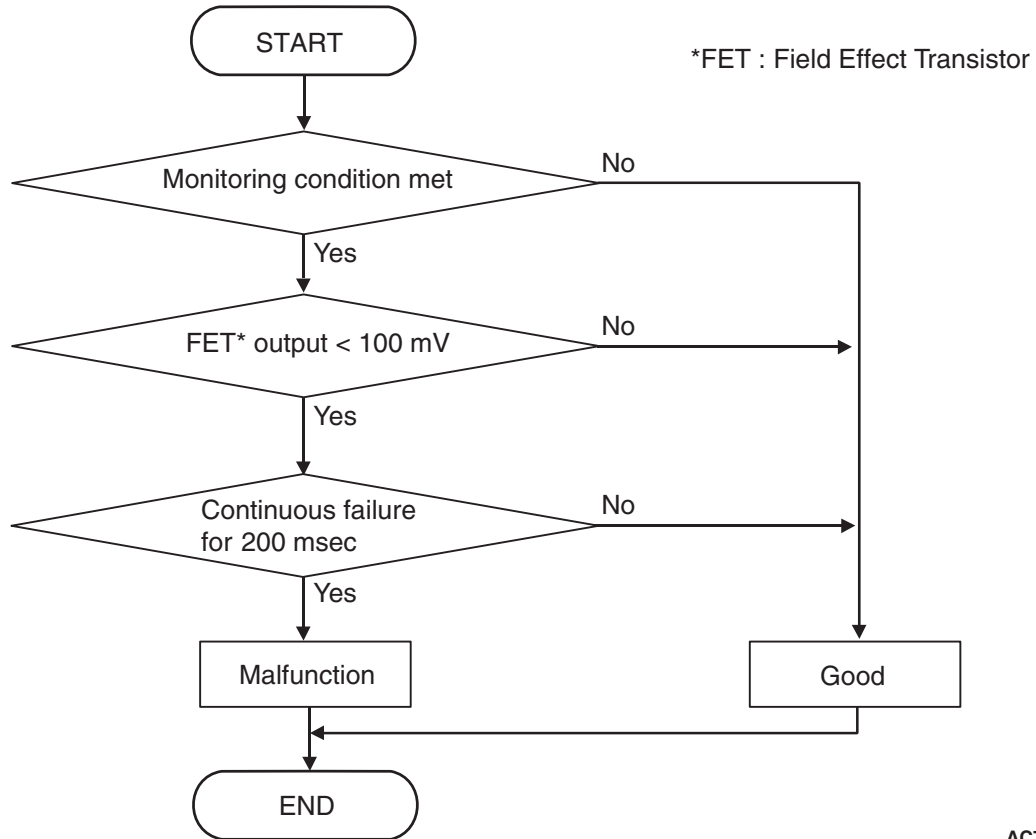 START
*FET : Field Effect Transistor
Monitoring condition met
No
Yes
FET* output < 100 mV
No
Yes
Continuous failure
for 200 msec
No
Yes
Malfunction
Good
END